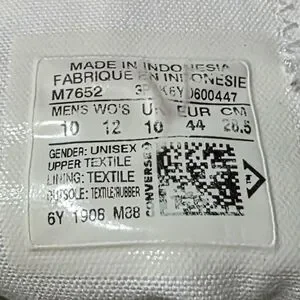 MADE IN INDONESIA
FABRIQUE EN INDONESIE
M7652
MEN'S WO'S UK EUR CM
10 12 10 44 28.5
GENDER: UNISEX
UPPER TEXTILE
LINING: TEXTILE
OUTSOLE: TEXTILE/RUBBER
CONVERSE
6Y 1906 M88